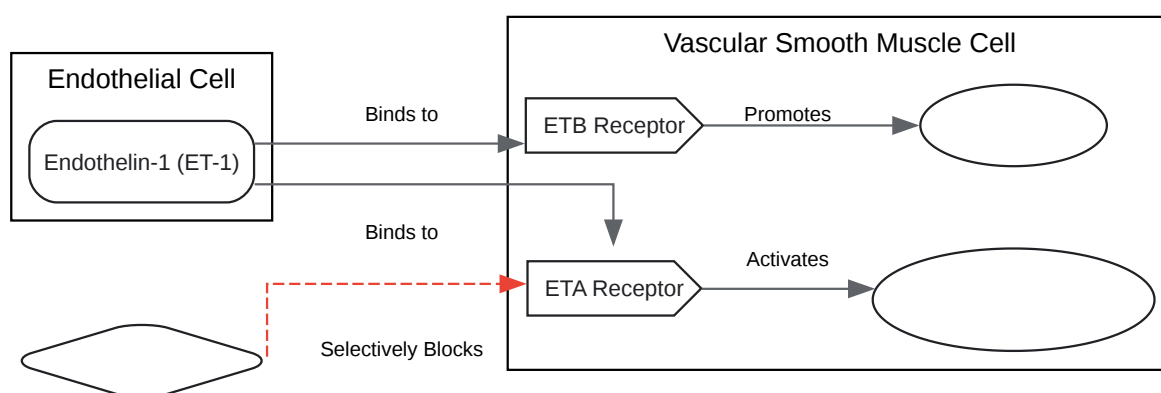 Vascular Smooth Muscle Cell
Endothelial Cell
Binds to
ETB Receptor
Promotes
Endothelin-1 (ET-1)
Binds to
Activates
ETA Receptor
Selectively Blocks